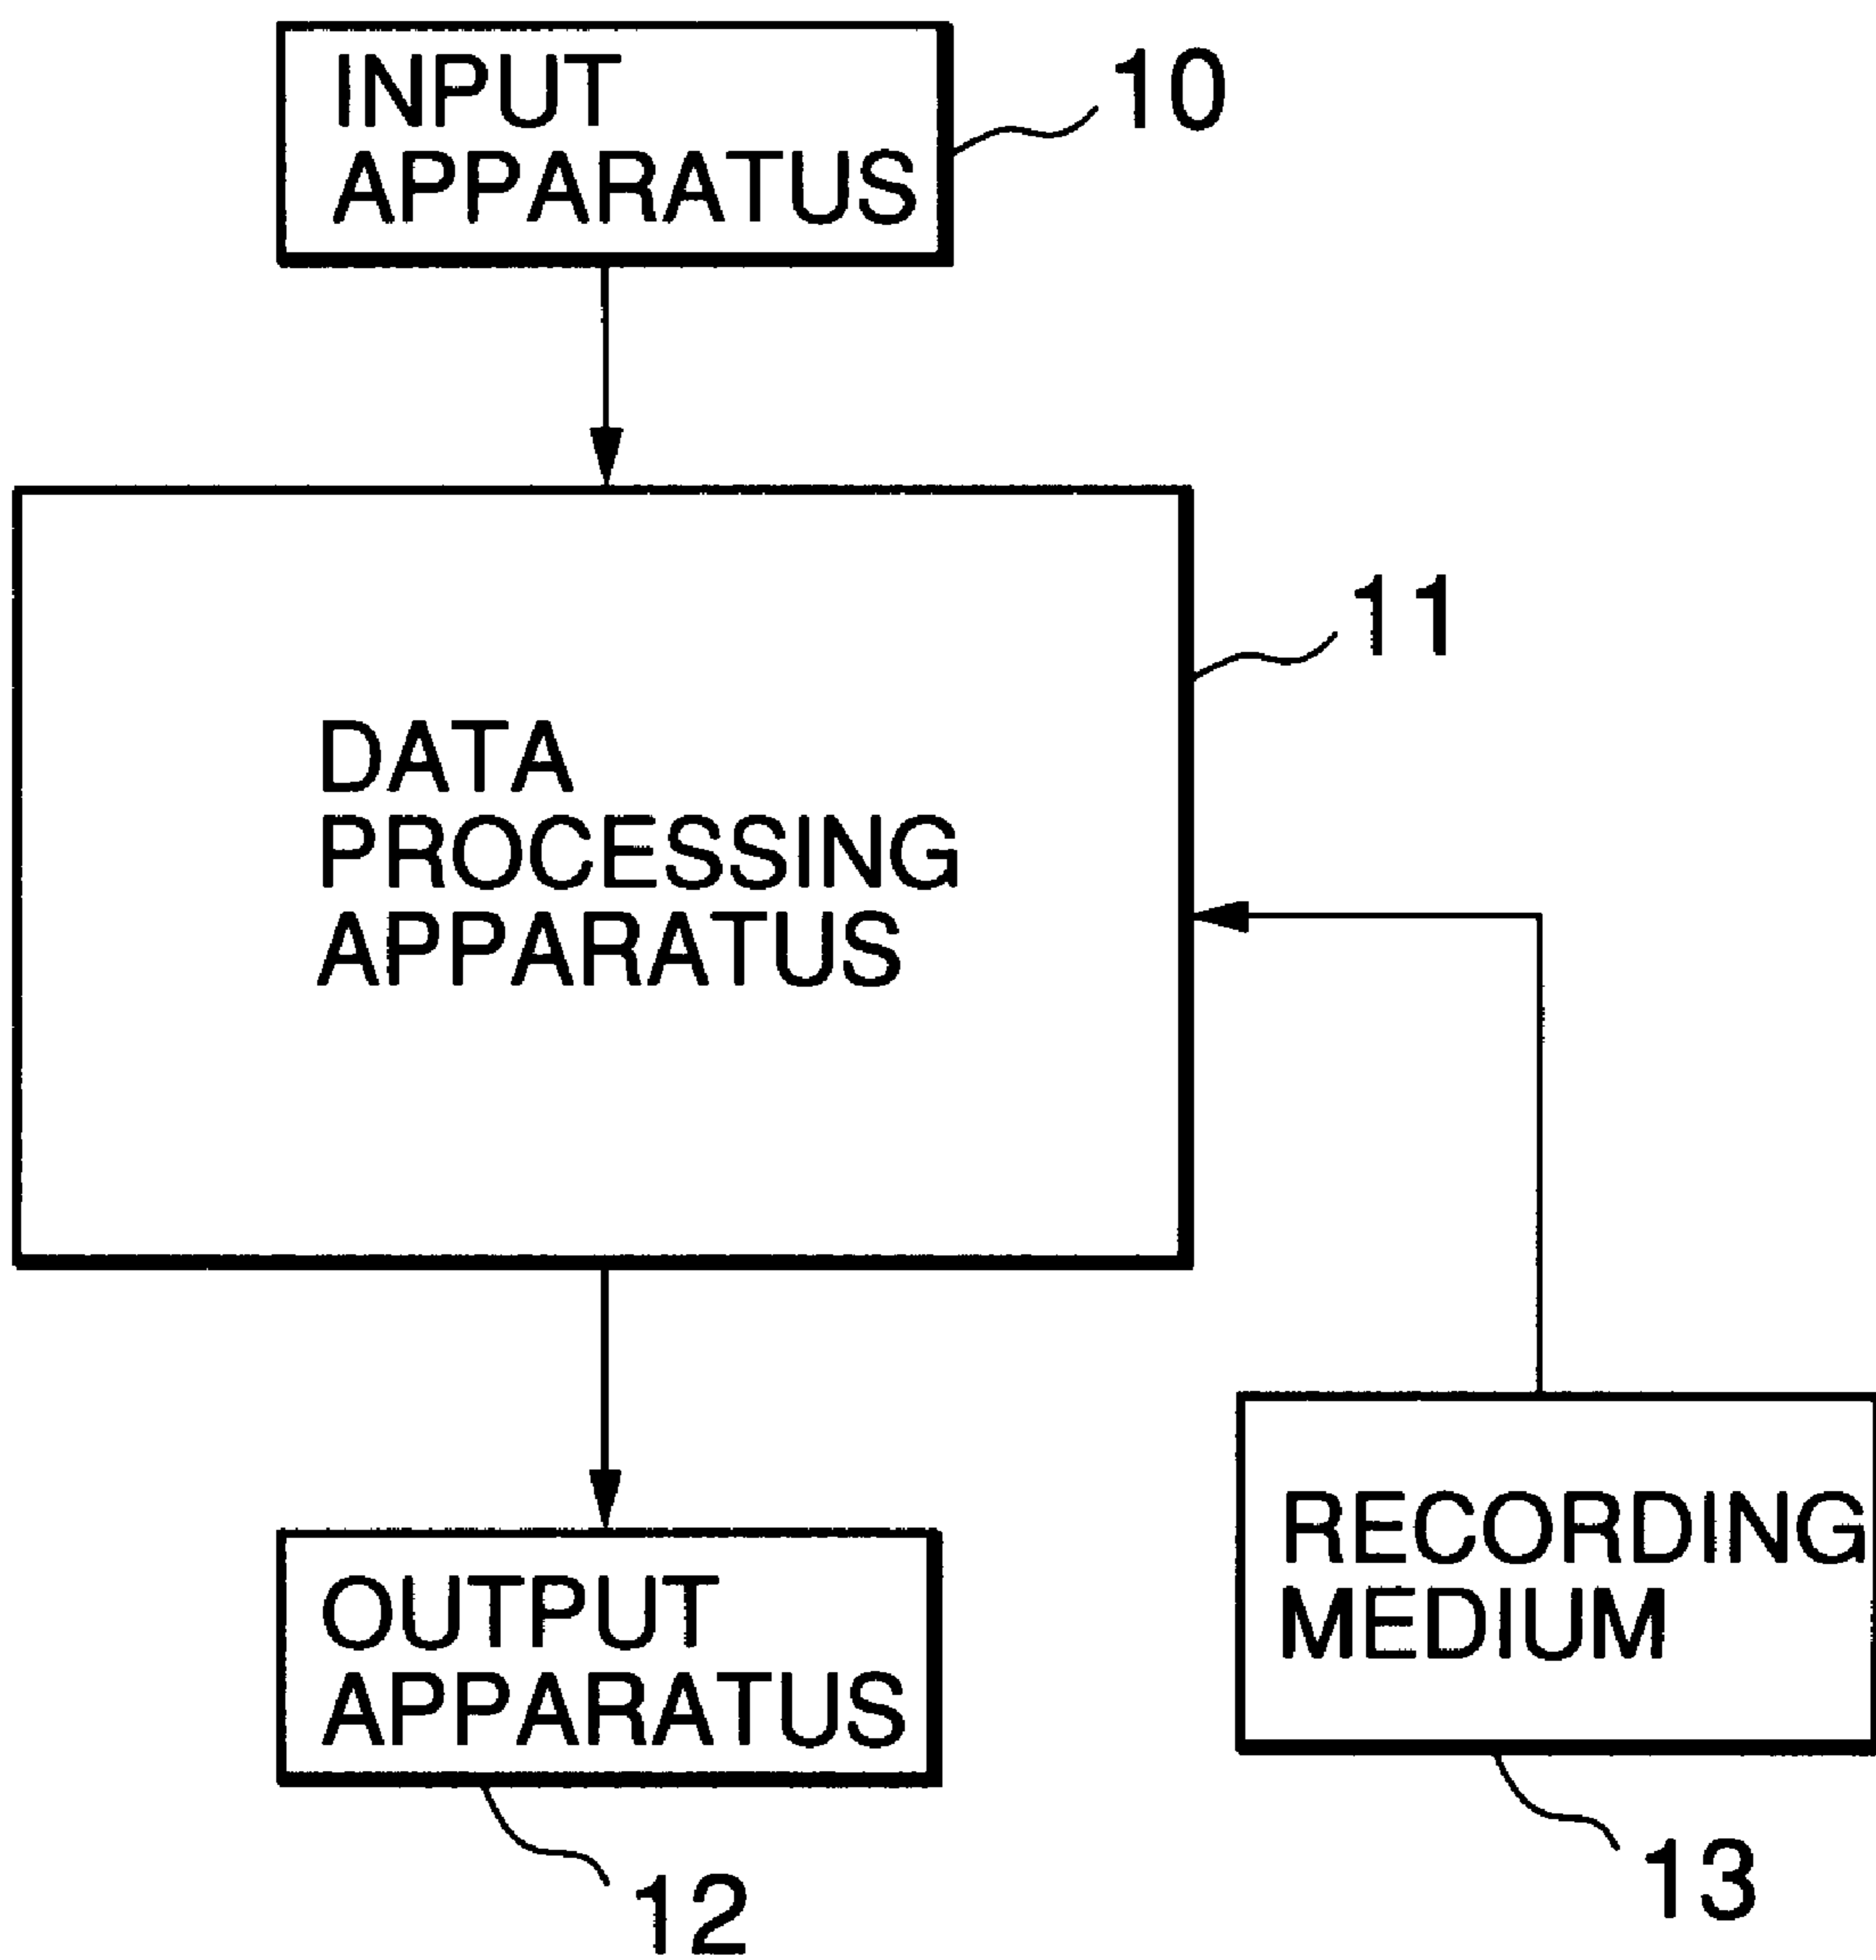 INPUT
APPARATUS
10
11
DATA
PROCESSING
APPARATUS
RECORDING
MEDIUM
OUTPUT
APPARATUS
12
13